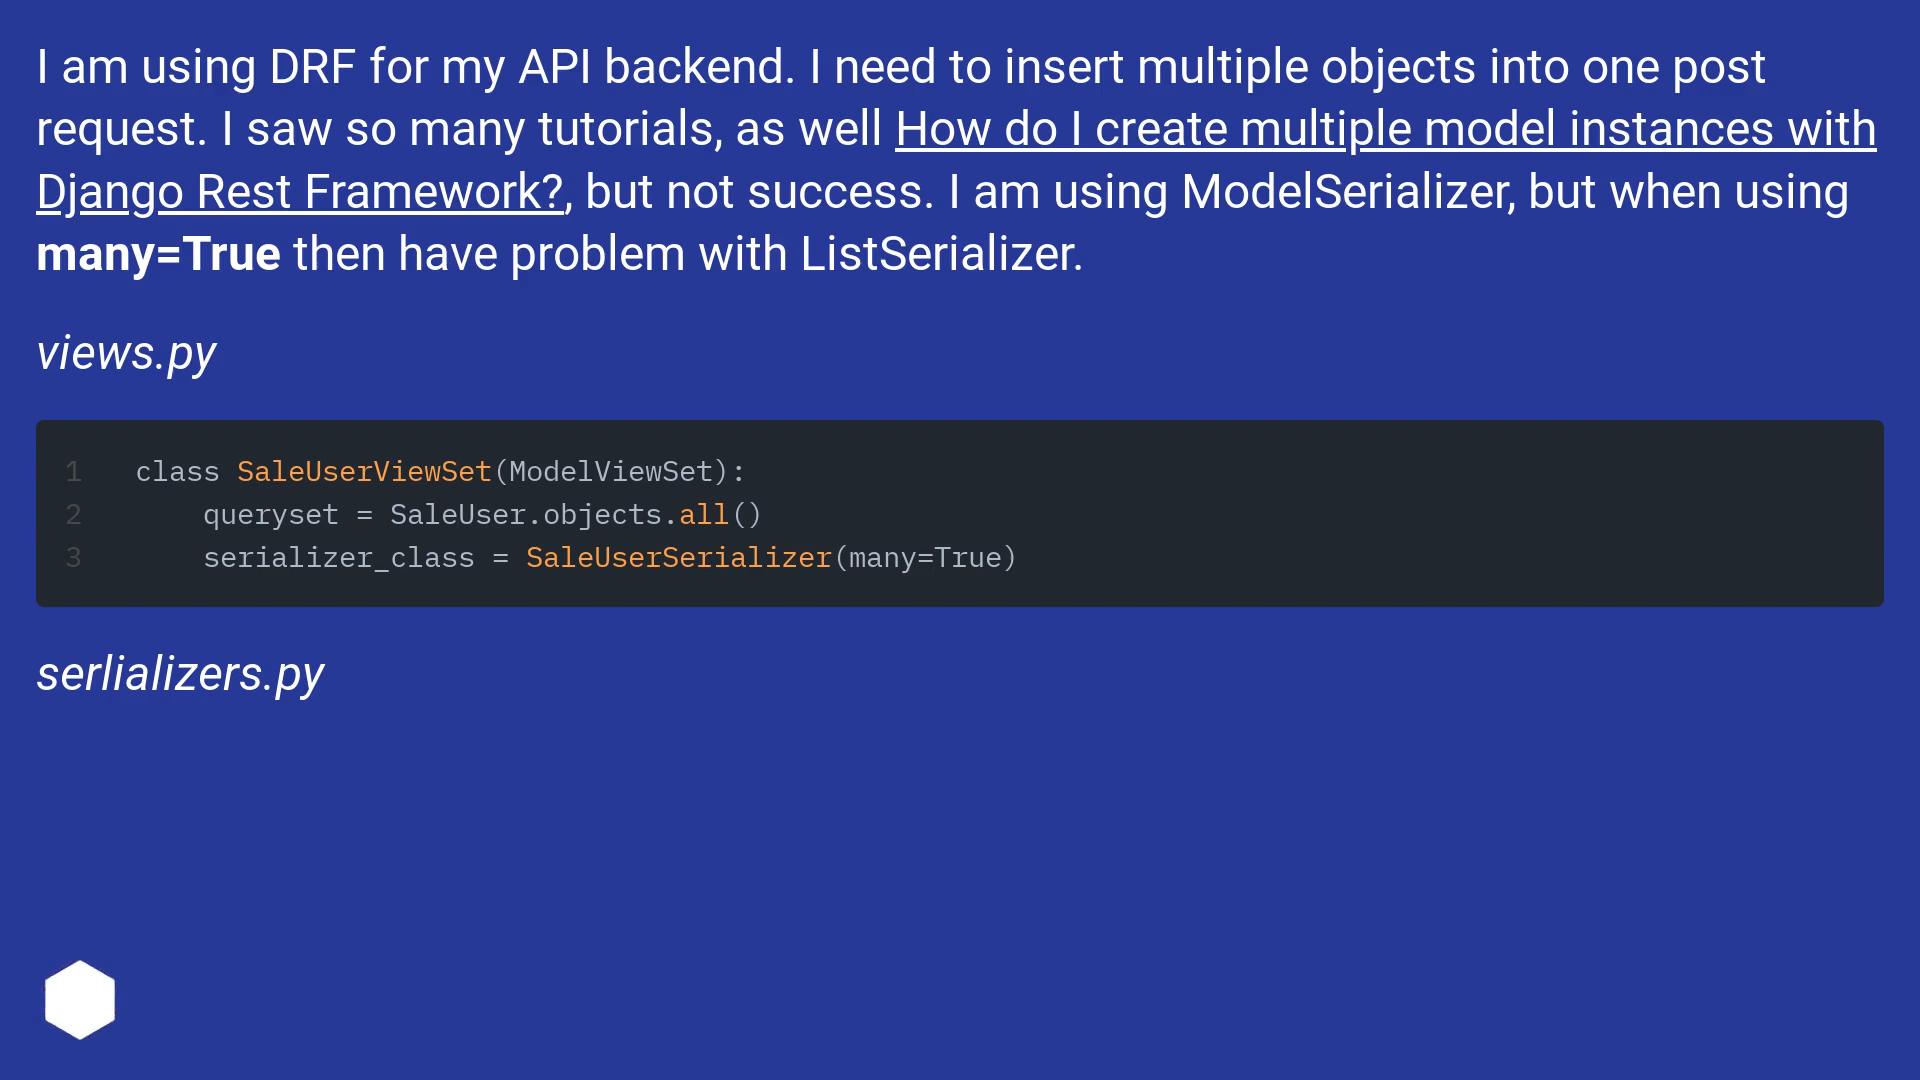 I am using DRF for my API backend. I need to insert multiple objects into one post
request. I saw so many tutorials, as well How do I create multiple model instances with
Django Rest Framework?, but not success. I am using ModelSerializer, but when using
many=True then have problem with ListSerializer.
views.py
1 class SaleUserViewSet(ModelViewSet):
2     queryset = SaleUser.objects.all()
3     serializer_class = SaleUserSerializer(many=True)
serlializers.py